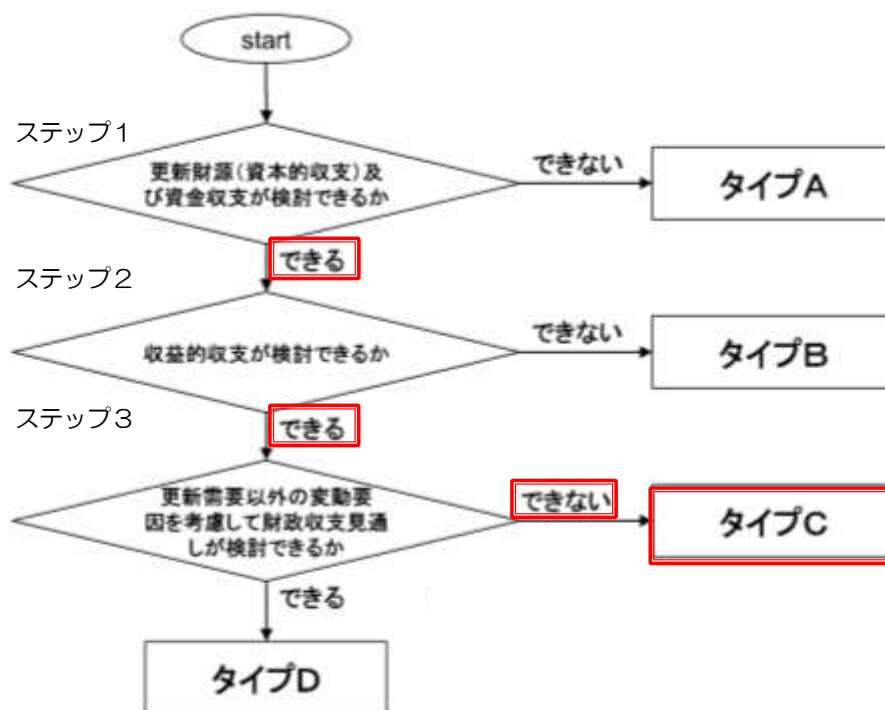 start
ステップ1
更新財源(資本的収支)及
び資金収支が検討できるか
できない
タイプA
できる
ステップ2
収益的収支が検討できるか
できない
タイプB
できる
ステップ3
更新需要以外の変動要
因を考慮して財政収支見通
しが検討できるか
できない
タイプC
できる
タイプD